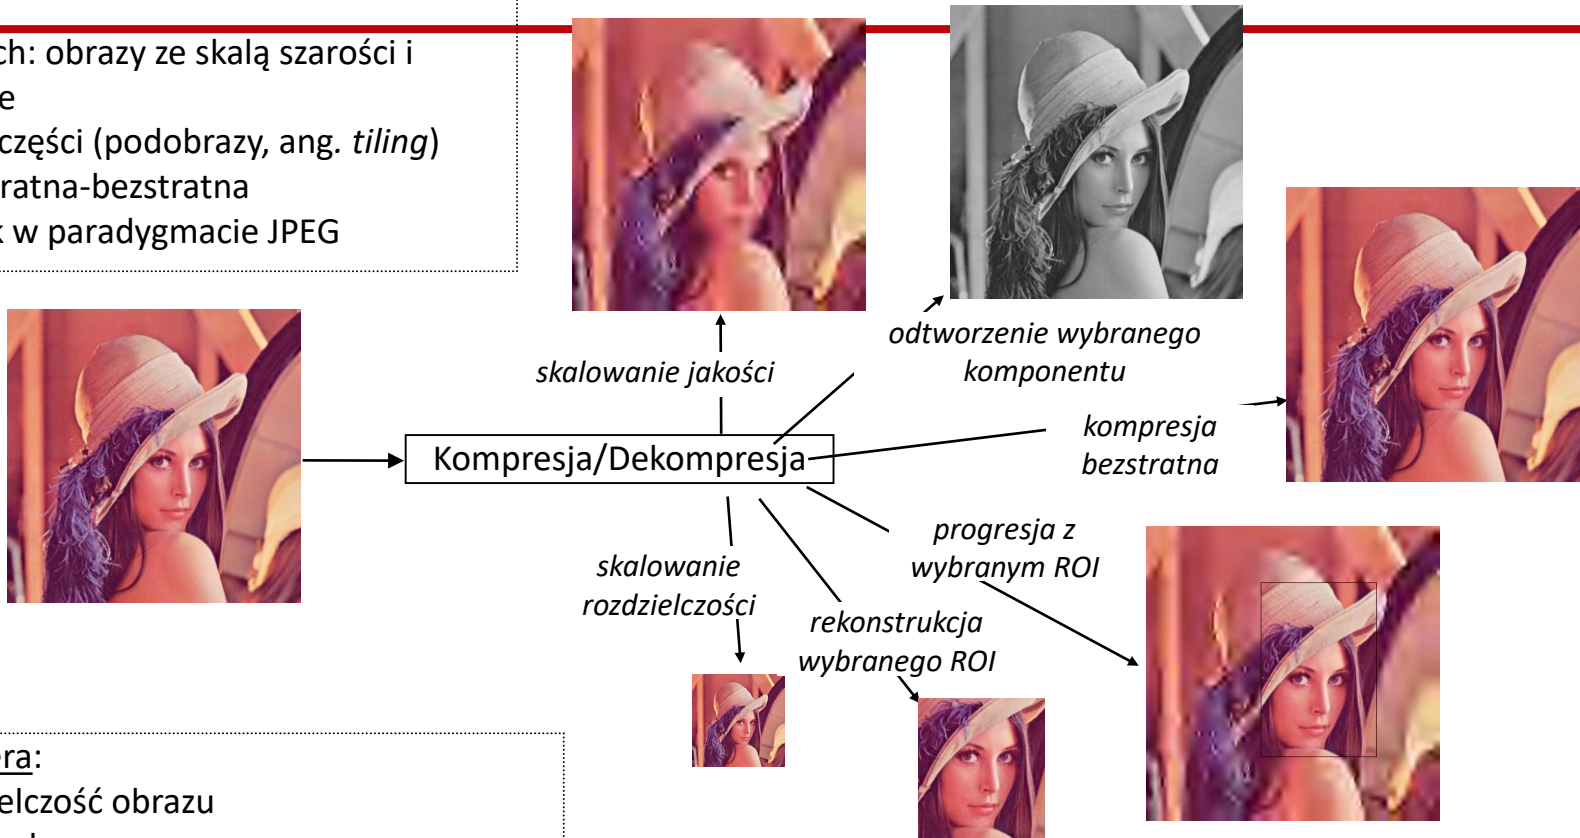 ch: obrazy ze skalą szarości i
e
części (podobrazy, ang. tiling)
ratna-bezstratna
k w paradygmacie JPEG
odtworzenie wybranego
komponentu
skalowanie jakości
kompresja
bezstratna
Kompresja/Dekompresja
progresja z
wybranym ROI
skalowanie
rozdzielczości
rekonstrukcja
wybranego ROI
era:
elczość obrazu